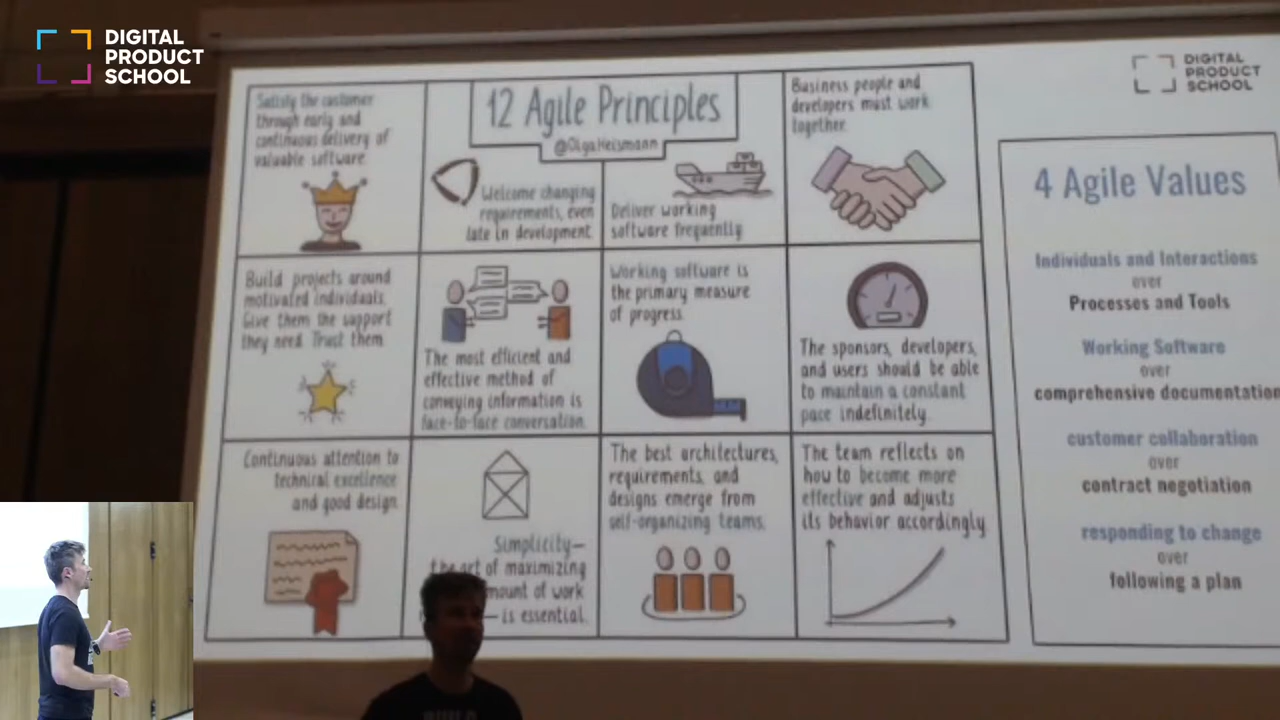 DIGITAL
PRODUCT
SCHOOL
DIGITAL
PRODUCT
SCHOOL
12 Agile Principles
@OlgaHeismann
Satisfy the customer
through early and
continuous delivery of
valuable software.
Welcome changing
requirements, even
late in development.
Deliver working
software frequently
Business people and
developers must work
together.
Build projects around
motivated individuals.
Give them the support
they need. Trust them.
The most efficient and
effective method of
conveying information is
face-to-face conversation.
Working software is
the primary measure
of progress.
The sponsors, developers,
and users should be able
to maintain a constant
pace indefinitely.
Continuous attention to
technical excellence
and good design.
Simplicity—
the art of maximizing
mount of work
— is essential.
The best architectures,
requirements, and
designs emerge from
self-organizing teams.
The team reflects on
how to become more
effective and adjusts
its behavior accordingly.
4 Agile Values
Individuals and Interactions
over
Processes and Tools
Working Software
over
comprehensive documentation
customer collaboration
over
contract negotiation
responding to change
over
following a plan